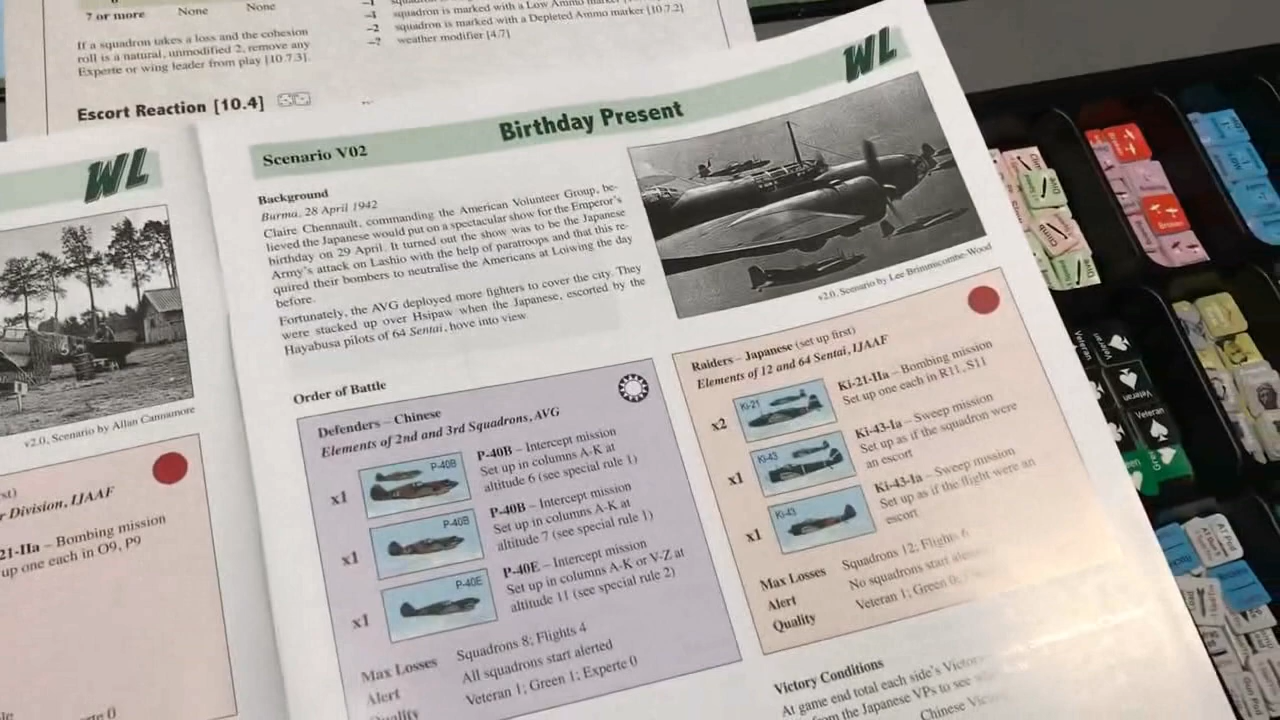 7 or more None None
If a squadron takes a loss and the cohesion
roll is a natural, unmodified 2, remove any
Experte or wing leader from play [10.7.3].
–1 squadron is marked with a Low Ammo marker
–2 squadron is marked with a Depleted Ammo marker [10.7.2]
–? weather modifier [4.7]
Escort Reaction [10.4]
WL
v2.0, Scenario by Allan Cannamore
Division, IJAAF
21-IIa – Bombing mission
up one each in O9, P9
WL
Scenario V02
Birthday Present
Background
Burma, 28 April 1942
Claire Chennault, commanding the American Volunteer Group, be-
lieved the Japanese would put on a spectacular show for the Emperor's
birthday on 29 April. It turned out the show was to be the Japanese
Army's attack on Lashio with the help of paratroops and that this re-
quired their bombers to neutralise the Americans at Loiwing the day
before.
Fortunately, the AVG deployed more fighters to cover the city. They
were stacked up over Hsipaw when the Japanese, escorted by the
Hayabusa pilots of 64 Sentai, hove into view.
v2.0, Scenario by Lee Brimmicombe-Wood
Order of Battle
Defenders – Chinese
Elements of 2nd and 3rd Squadrons, AVG
x1 P-40B P-40B – Intercept mission
Set up in columns A-K at
altitude 6 (see special rule 1)
x1 P-40B P-40B – Intercept mission
Set up in columns A-K at
altitude 7 (see special rule 1)
x1 P-40E P-40E – Intercept mission
Set up in columns A-K or V-Z at
altitude 11 (see special rule 2)
Max Losses Squadrons 8; Flights 4
Alert All squadrons start alerted
Quality Veteran 1; Green 1; Experte 0
Raiders – Japanese (set up first)
Elements of 12 and 64 Sentai, IJAAF
x2 Ki-21 Ki-21-IIa – Bombing mission
Set up one each in R11, S11
x1 Ki-43 Ki-43-Ia – Sweep mission
Set up as if the squadron were
an escort
x1 Ki-43 Ki-43-Ia – Sweep mission
Set up as if the flight were an
escort
Max Losses Squadrons 12; Flights 6
Alert No squadrons start
Quality Veteran 1; Green 0;
Victory Conditions
At game end total each side's Victory
from the Japanese VPs to see
Chinese
Veteran
Veteran
Veteran
Climb
Dive